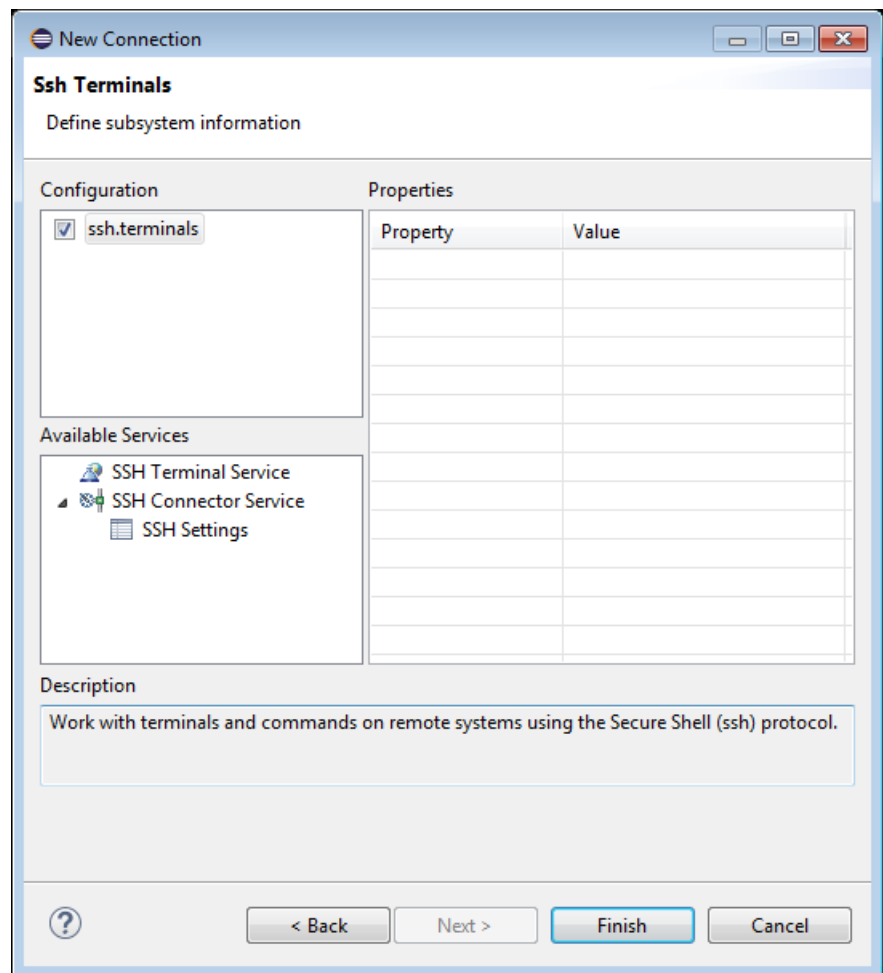 New Connection
Ssh Terminals
Define subsystem information
Configuration
Properties
ssh.terminals
Property Value
Available Services
SSH Terminal Service
SSH Connector Service
SSH Settings
Description
Work with terminals and commands on remote systems using the Secure Shell (ssh) protocol.
? < Back Next > Finish Cancel